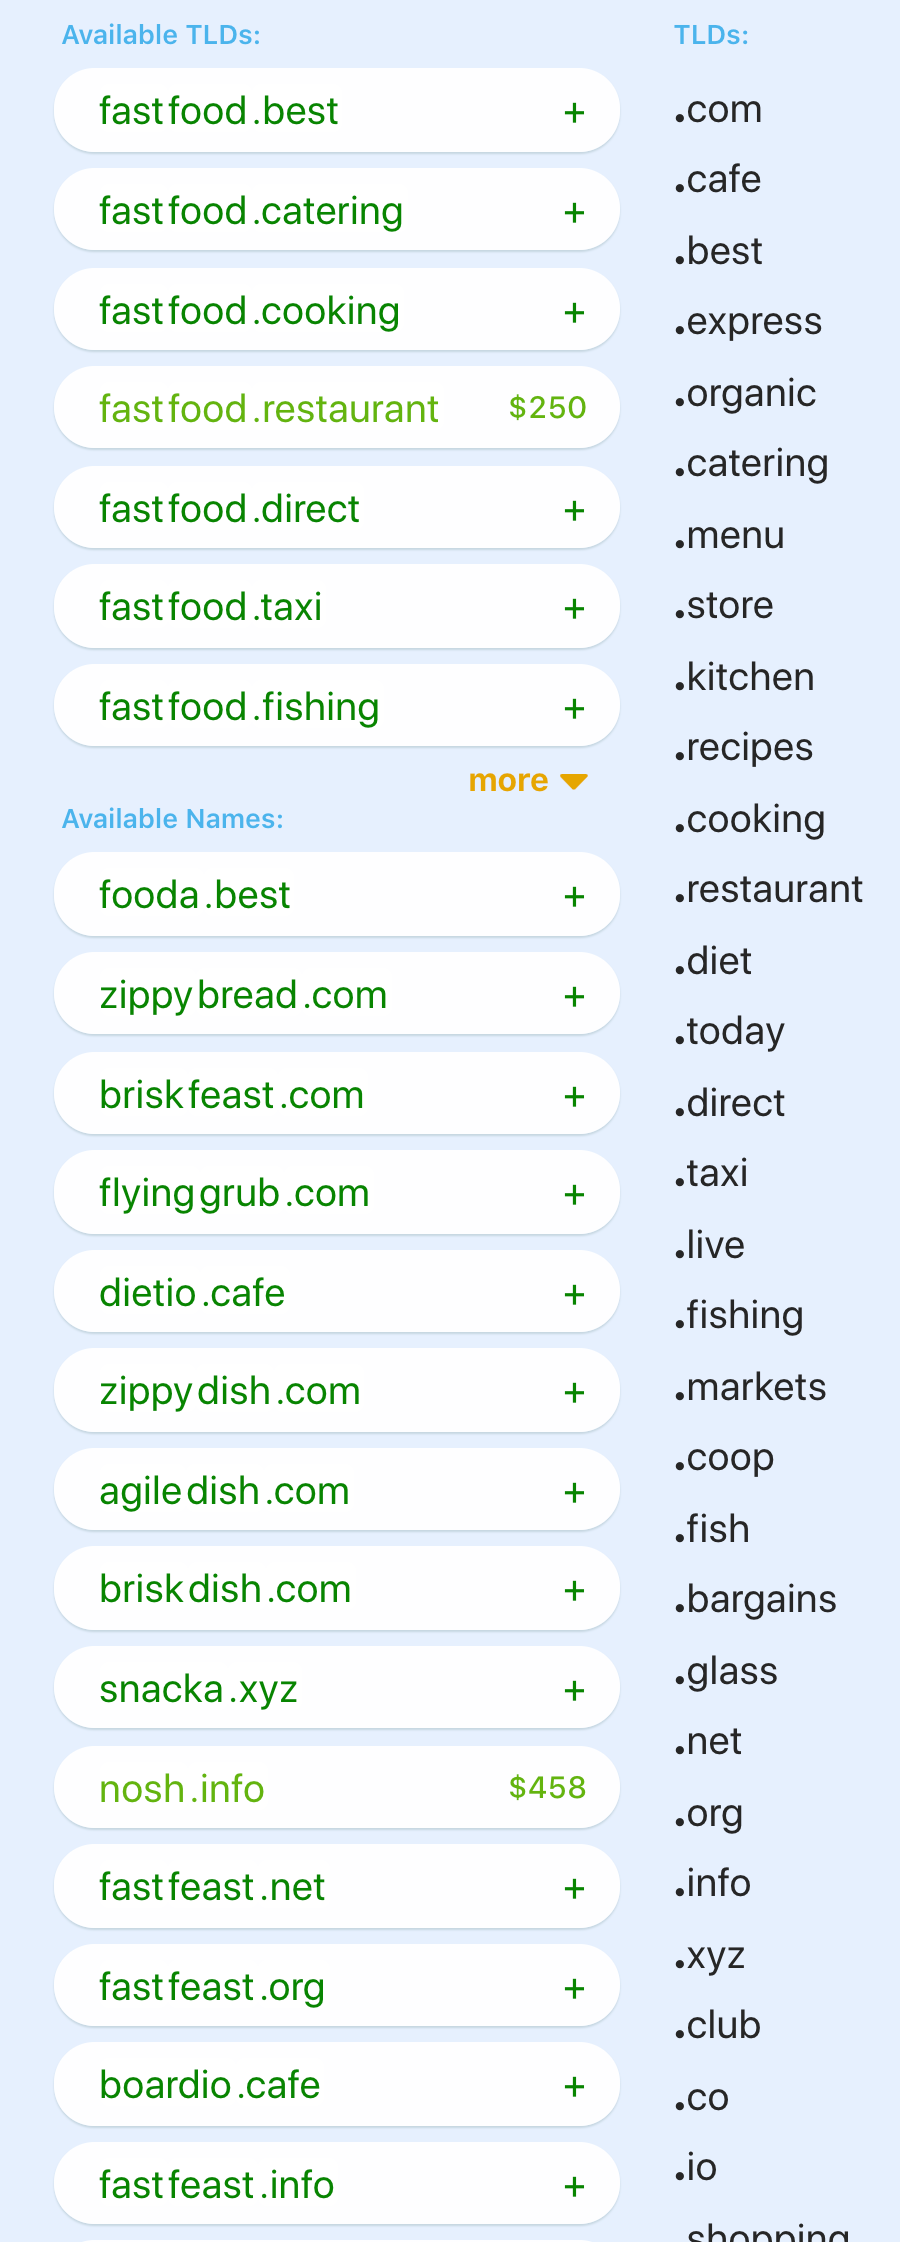 Available TLDs:
fastfood.best +
fastfood.catering +
fastfood.cooking +
fastfood.restaurant $250
fastfood.direct +
fastfood.taxi +
fastfood.fishing +
more
Available Names:
fooda.best +
zippybread.com +
briskfeast.com +
flyinggrub.com +
dietio.cafe +
zippydish.com +
agiledish.com +
briskdish.com +
snacka.xyz +
nosh.info $458
fastfeast.net +
fastfeast.org +
boardio.cafe +
fastfeast.info +
TLDs:
.com
.cafe
.best
.express
.organic
.catering
.menu
.store
.kitchen
.recipes
.cooking
.restaurant
.diet
.today
.direct
.taxi
.live
.fishing
.markets
.coop
.fish
.bargains
.glass
.net
.org
.info
.xyz
.club
.co
.io
.shopping